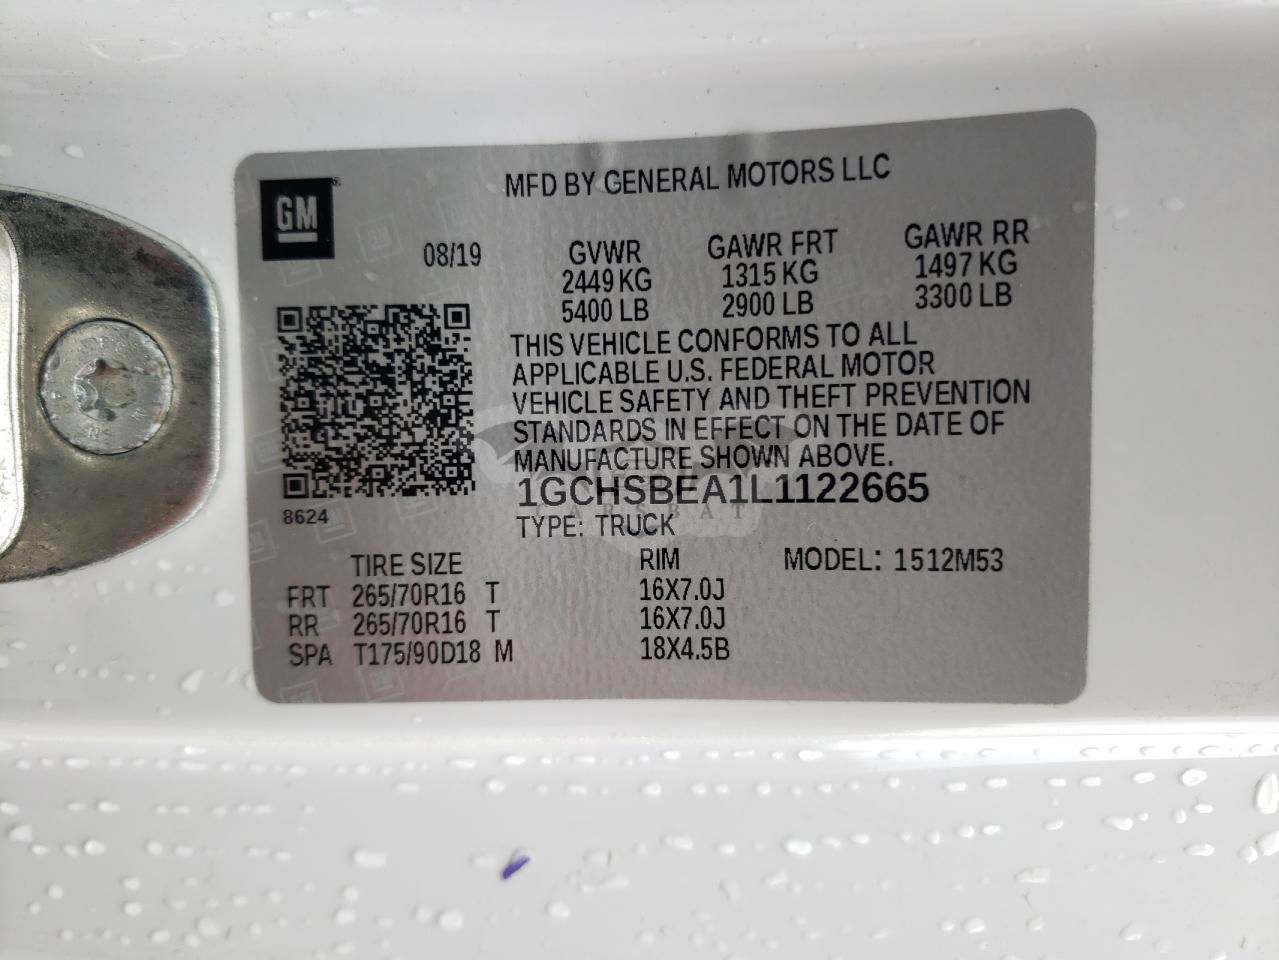 MFD BY GENERAL MOTORS LLC
GM
08/19 GVWR GAWR FRT GAWR RR
2449 KG 1315 KG 1497 KG
5400 LB 2900 LB 3300 LB
THIS VEHICLE CONFORMS TO ALL
APPLICABLE U.S. FEDERAL MOTOR
VEHICLE SAFETY AND THEFT PREVENTION
STANDARDS IN EFFECT ON THE DATE OF
MANUFACTURE SHOWN ABOVE.
1GCHSBEA1L1122665
8624
CARSBAT
TYPE: TRUCK
TIRE SIZE RIM MODEL: 1512M53
FRT 265/70R16 T 16X7.0J
RR 265/70R16 T 16X7.0J
SPA T175/90D18 M 18X4.5B